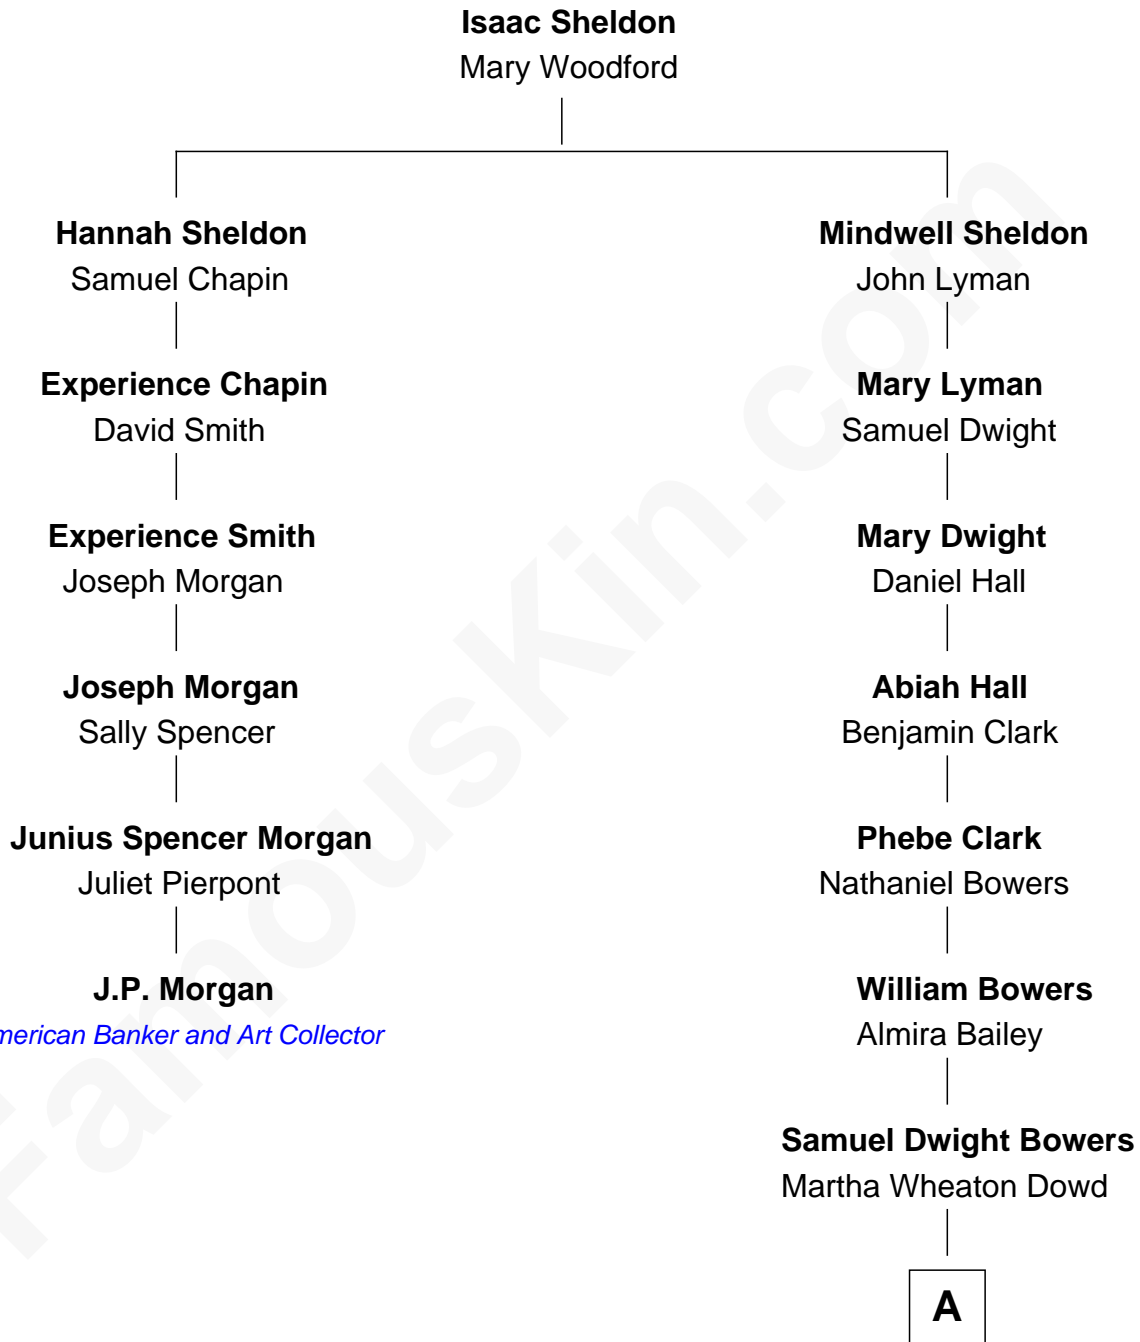 Isaac Sheldon
Mary Woodford
Hannah Sheldon
Samuel Chapin
Mindwell Sheldon
John Lyman
Experience Chapin
David Smith
Mary Lyman
Samuel Dwight
Experience Smith
Joseph Morgan
Mary Dwight
Daniel Hall
Joseph Morgan
Sally Spencer
Abiah Hall
Benjamin Clark
Junius Spencer Morgan
Juliet Pierpont
Phebe Clark
Nathaniel Bowers
J.P. Morgan
merican Banker and Art Collector
William Bowers
Almira Bailey
Samuel Dwight Bowers
Martha Wheaton Dowd
A
FamousKin.com